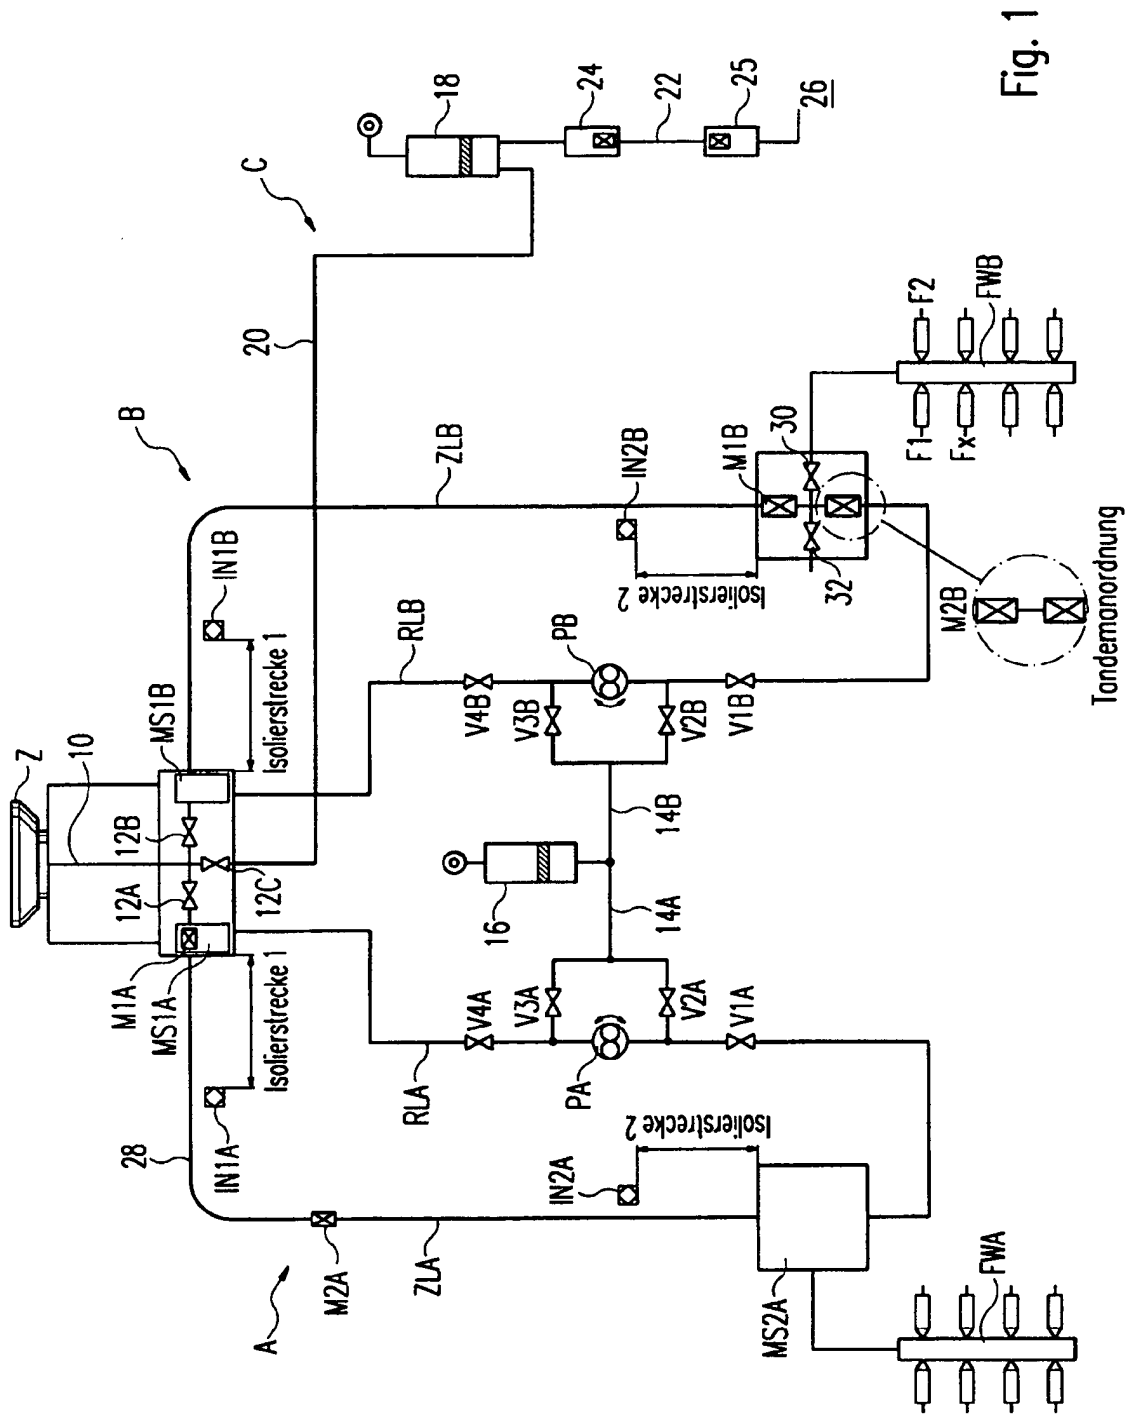 Z
10
12A
12B
12C
M1A
MS1A
MS1B
Isolierstrecke 1
Isolierstrecke 1
IN1A
IN1B
28
A
B
C
20
18
24
22
25
26
M2A
ZLA
ZLB
RLA
RLB
V4A
V3A
V2A
V1A
PA
V4B
V3B
V2B
V1B
PB
16
14A
14B
IN2A
Isolierstrecke 2
IN2B
Isolierstrecke 2
M1B
30
32
M2B
Tandemanordnung
MS2A
FWA
FWB
F1
F2
Fx
Fig. 1